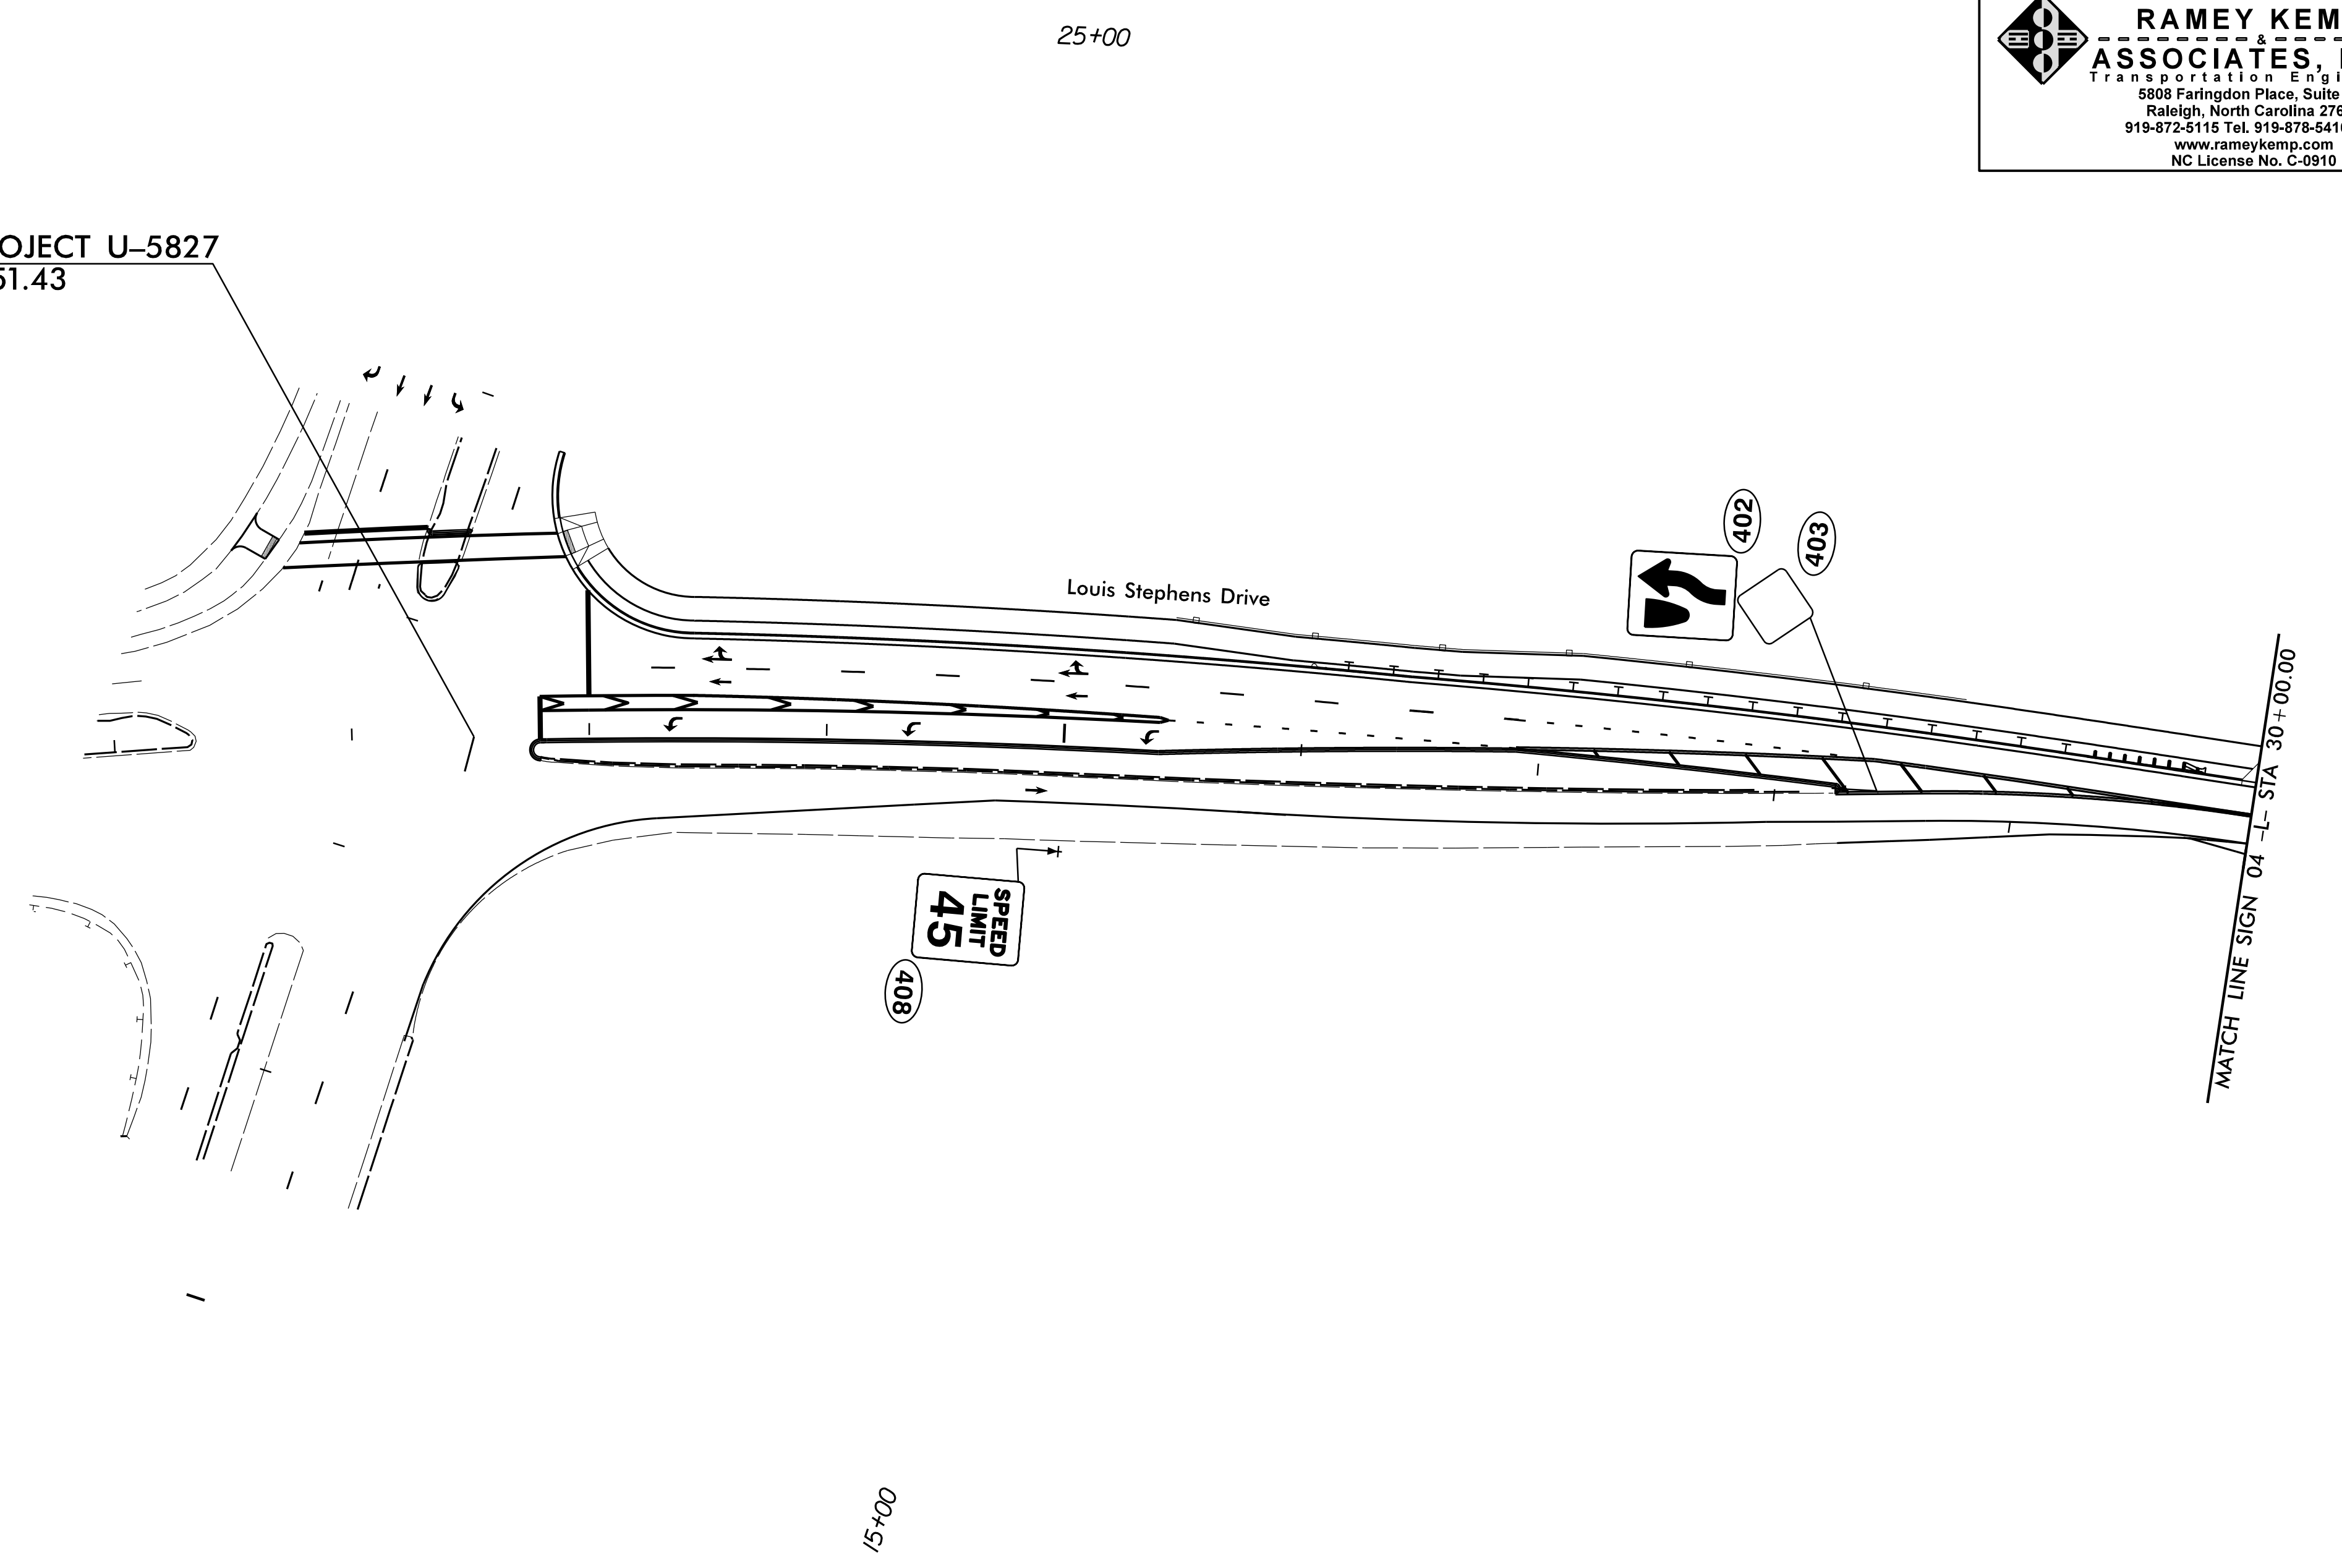 25+00
RAMEY KEM
&
ASSOCIATES,
Transportation Engi
5808 Faringdon Place, Suite
Raleigh, North Carolina 276
919-872-5115 Tel. 919-878-541
www.rameykemp.com
NC License No. C-0910
OJECT U–5827
51.43
402
403
Louis Stephens Drive
MATCH LINE SIGN 04 –L– STA 30+00.00
SPEED
LIMIT
45
408
15+00